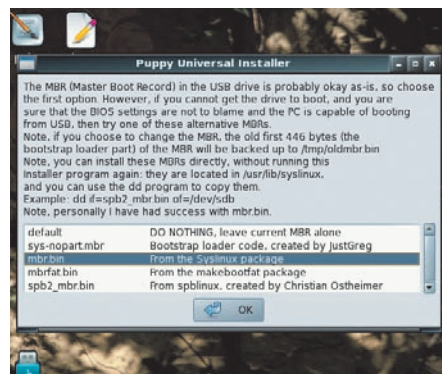 Puppy Universal Installer
The MBR (Master Boot Record) in the USB drive is probably okay as-is, so choose
the first option. However, if you cannot get the drive to boot, and you are
sure that the BIOS settings are not to blame and the PC is capable of booting
from USB, then try one of these alternative MBRs.
Note, if you choose to change the MBR, the old first 446 bytes (the
bootstrap loader part) of the MBR will be backed up to /tmp/oldmbr.bin
Note, you can install these MBRs directly, without running this
Installer program again: they are located in /usr/lib/syslinux,
and you can use the dd program to copy them.
Example: dd if=spb2_mbr.bin of=/dev/sdb
Note, personally I have had success with mbr.bin.
default DO NOTHING, leave current MBR alone
sys-nopart.mbr Bootstrap loader code, created by JustGreg
mbr.bin From the Syslinux package
mbrfat.bin From the makebootfat package
spb2_mbr.bin From spblinux, created by Christian Ostheimer
OK